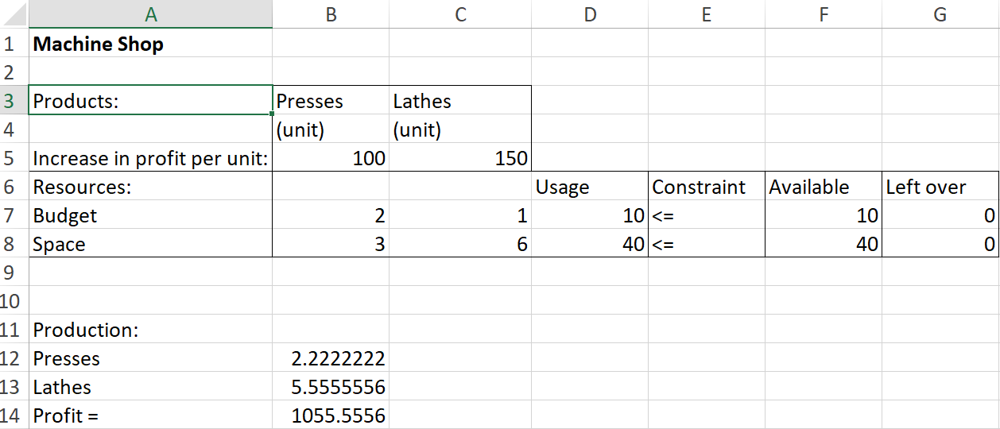 A B C D E F G
1 Machine Shop
2
3 Products: Presses Lathes
4 (unit) (unit)
5 Increase in profit per unit: 100 150
6 Resources: Usage Constraint Available Left over
7 Budget 2 1 10 <= 10 0
8 Space 3 6 40 <= 40 0
9
10
11 Production:
12 Presses 2.2222222
13 Lathes 5.5555556
14 Profit = 1055.5556